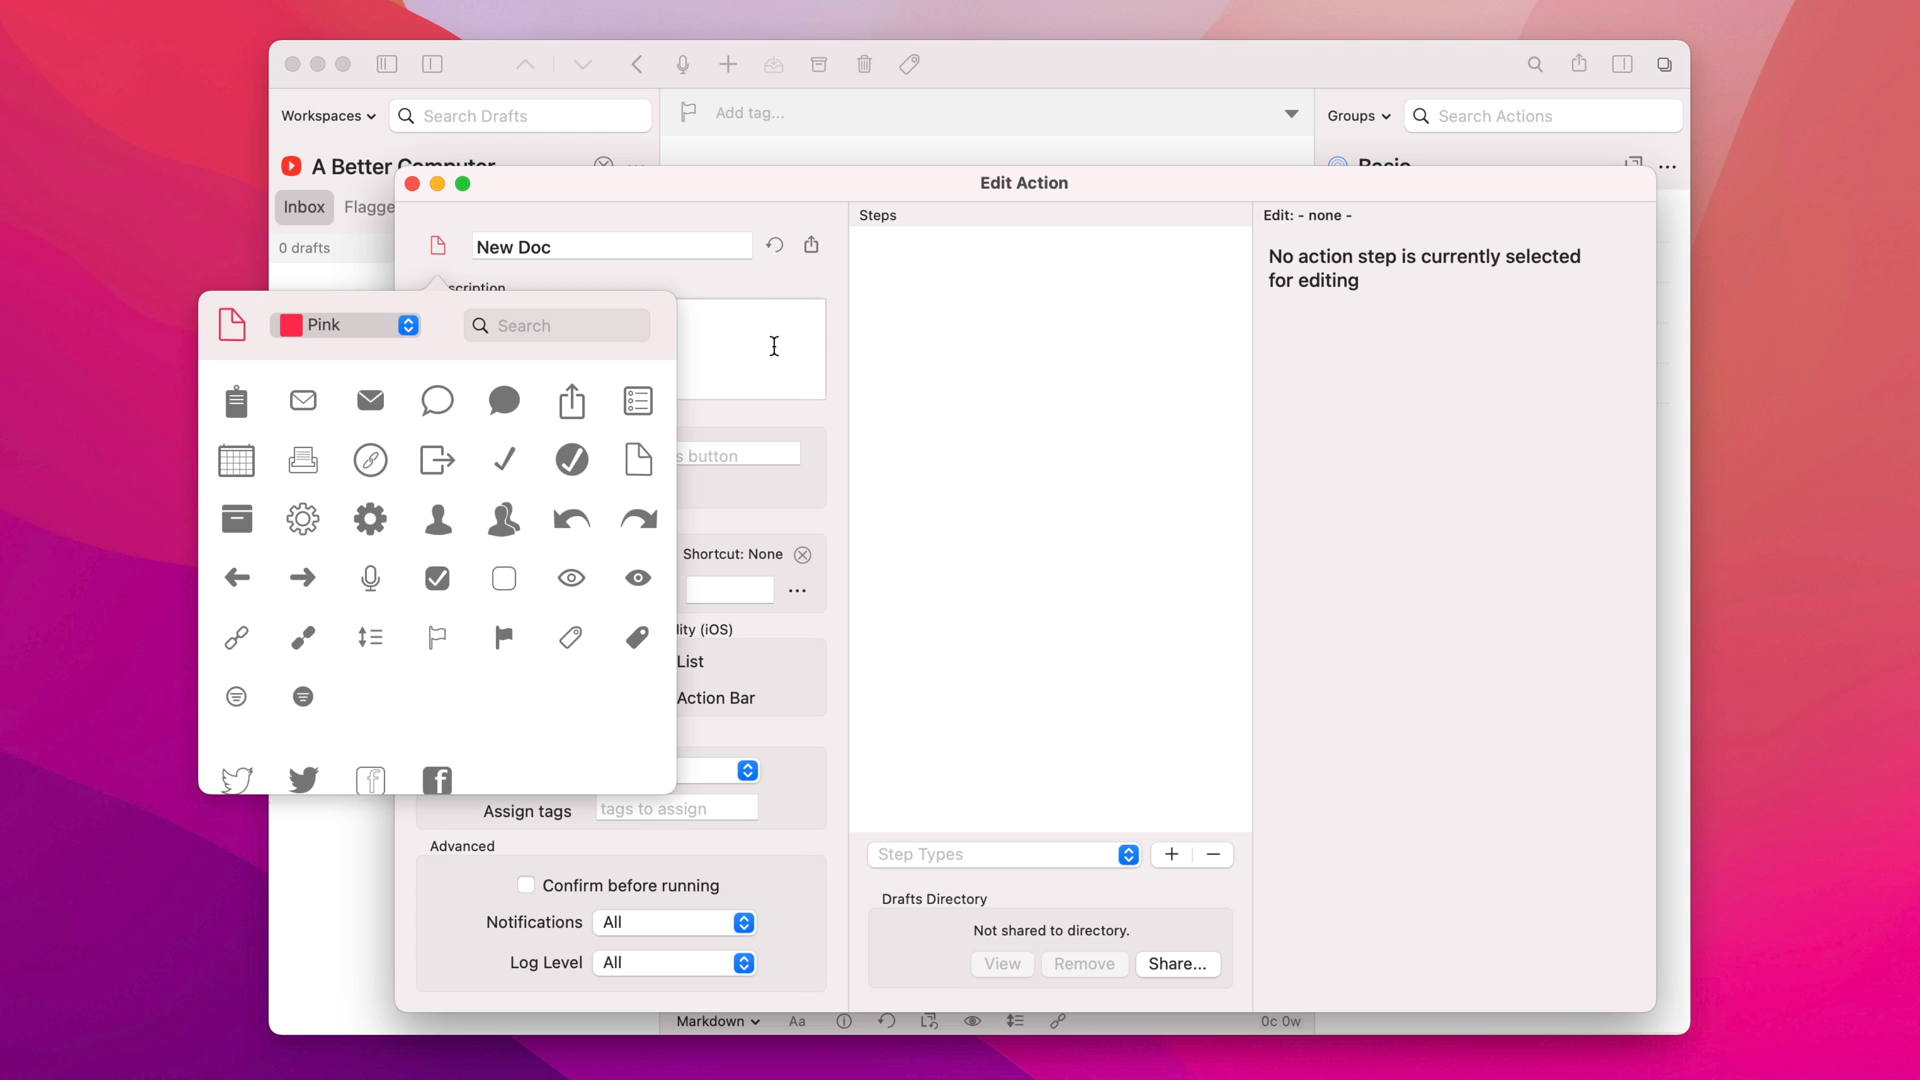 Workspaces
Search Drafts
Add tag...
Groups
Search Actions
A Better Computer
Basic
Edit Action
Inbox
Flagge
0 drafts
New Doc
Steps
Edit: - none -
No action step is currently selected
for editing
scription
Pink
Search
s button
Shortcut: None
lity (iOS)
List
Action Bar
Assign tags
tags to assign
Advanced
Confirm before running
Notifications
All
Log Level
All
Step Types
Drafts Directory
Not shared to directory.
View
Remove
Share...
Markdown
Aa
0c 0w